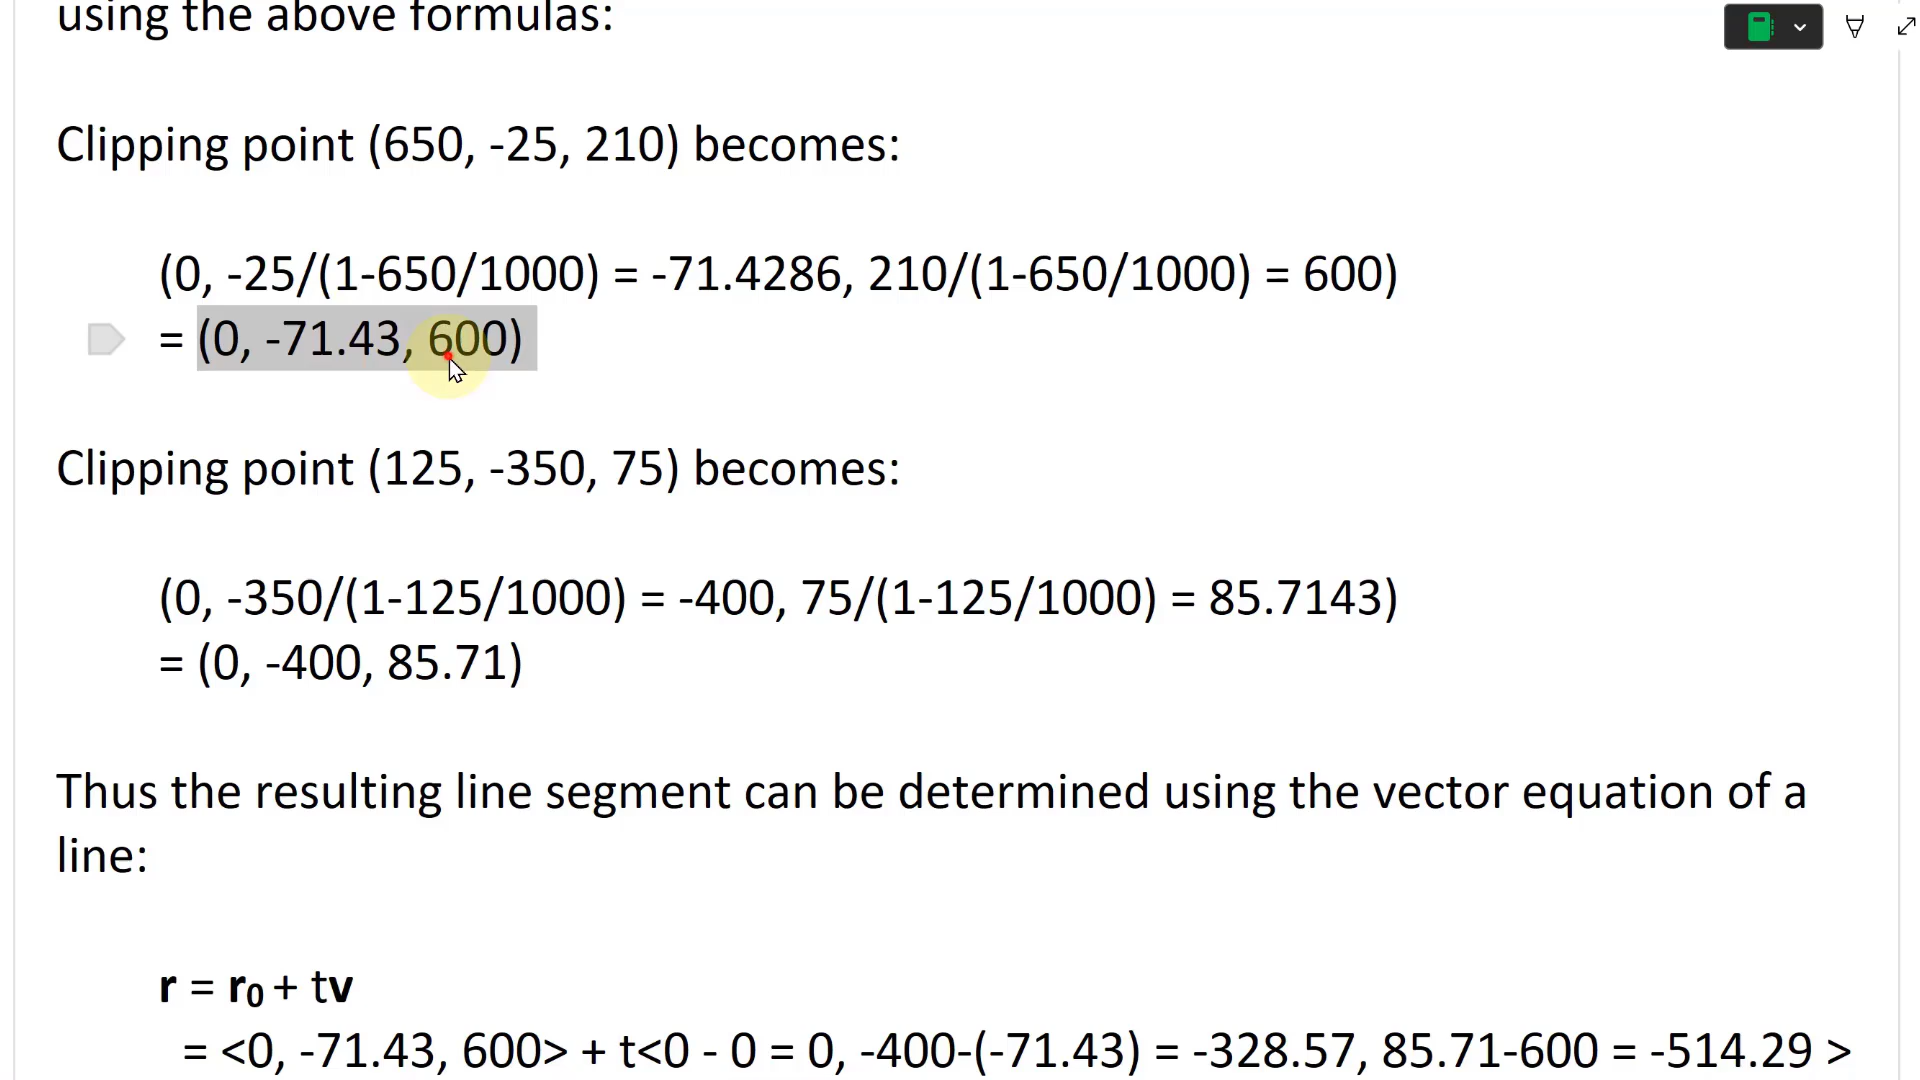 using the above formulas:
Clipping point (650, -25, 210) becomes:
(0, -25/(1-650/1000) = -71.4286, 210/(1-650/1000) = 600)
= (0, -71.43, 600)
Clipping point (125, -350, 75) becomes:
(0, -350/(1-125/1000) = -400, 75/(1-125/1000) = 85.7143)
= (0, -400, 85.71)
Thus the resulting line segment can be determined using the vector equation of a
line:
r = r₀ + tv
= <0, -71.43, 600> + t<0 - 0 = 0, -400-(-71.43) = -328.57, 85.71-600 = -514.29 >